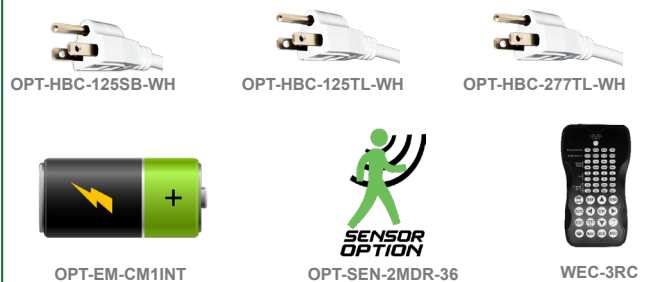 OPT-HBC-125SB-WH
OPT-HBC-125TL-WH
OPT-HBC-277TL-WH
+
SENSOR
OPTION
OPT-EM-CM1INT
OPT-SEN-2MDR-36
WEC-3RC